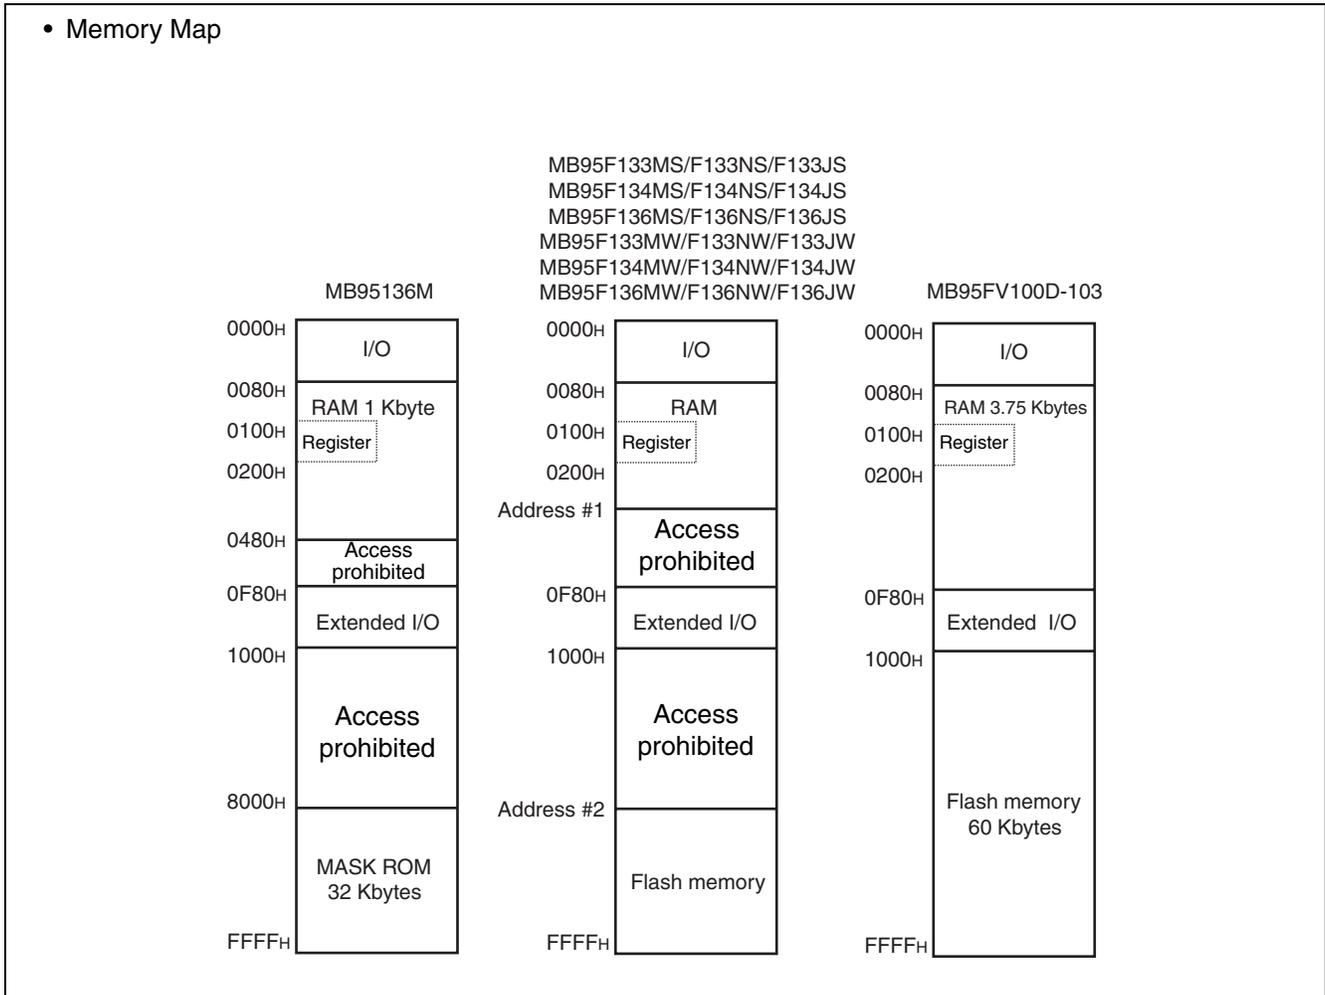 • Memory Map
MB95F133MS/F133NS/F133JS
MB95F134MS/F134NS/F134JS
MB95F136MS/F136NS/F136JS
MB95F133MW/F133NW/F133JW
MB95F134MW/F134NW/F134JW
MB95F136MW/F136NW/F136JW
MB95136M
0000H
I/O
0080H
RAM 1 Kbyte
0100H
Register
0200H
0480H
Access
prohibited
0F80H
Extended I/O
1000H
Access
prohibited
8000H
MASK ROM
32 Kbytes
FFFFH
0000H
I/O
0080H
RAM
0100H
Register
0200H
Address #1
Access
prohibited
0F80H
Extended I/O
1000H
Access
prohibited
Address #2
Flash memory
FFFFH
MB95FV100D-103
0000H
I/O
0080H
RAM 3.75 Kbytes
0100H
Register
0200H
0F80H
Extended I/O
1000H
Flash memory
60 Kbytes
FFFFH